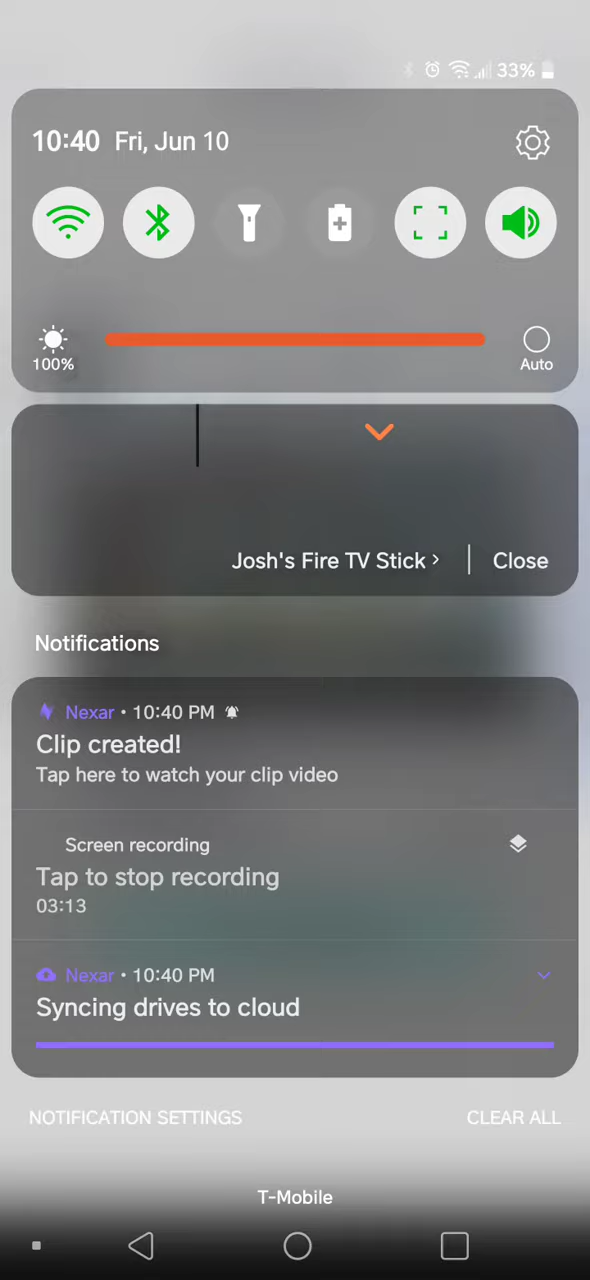 33%
10:40 Fri, Jun 10
100%
Auto
Josh's Fire TV Stick
Close
Notifications
Nexar • 10:40 PM
Clip created!
Tap here to watch your clip video
Screen recording
Tap to stop recording
03:13
Nexar • 10:40 PM
Syncing drives to cloud
NOTIFICATION SETTINGS
CLEAR ALL
T-Mobile